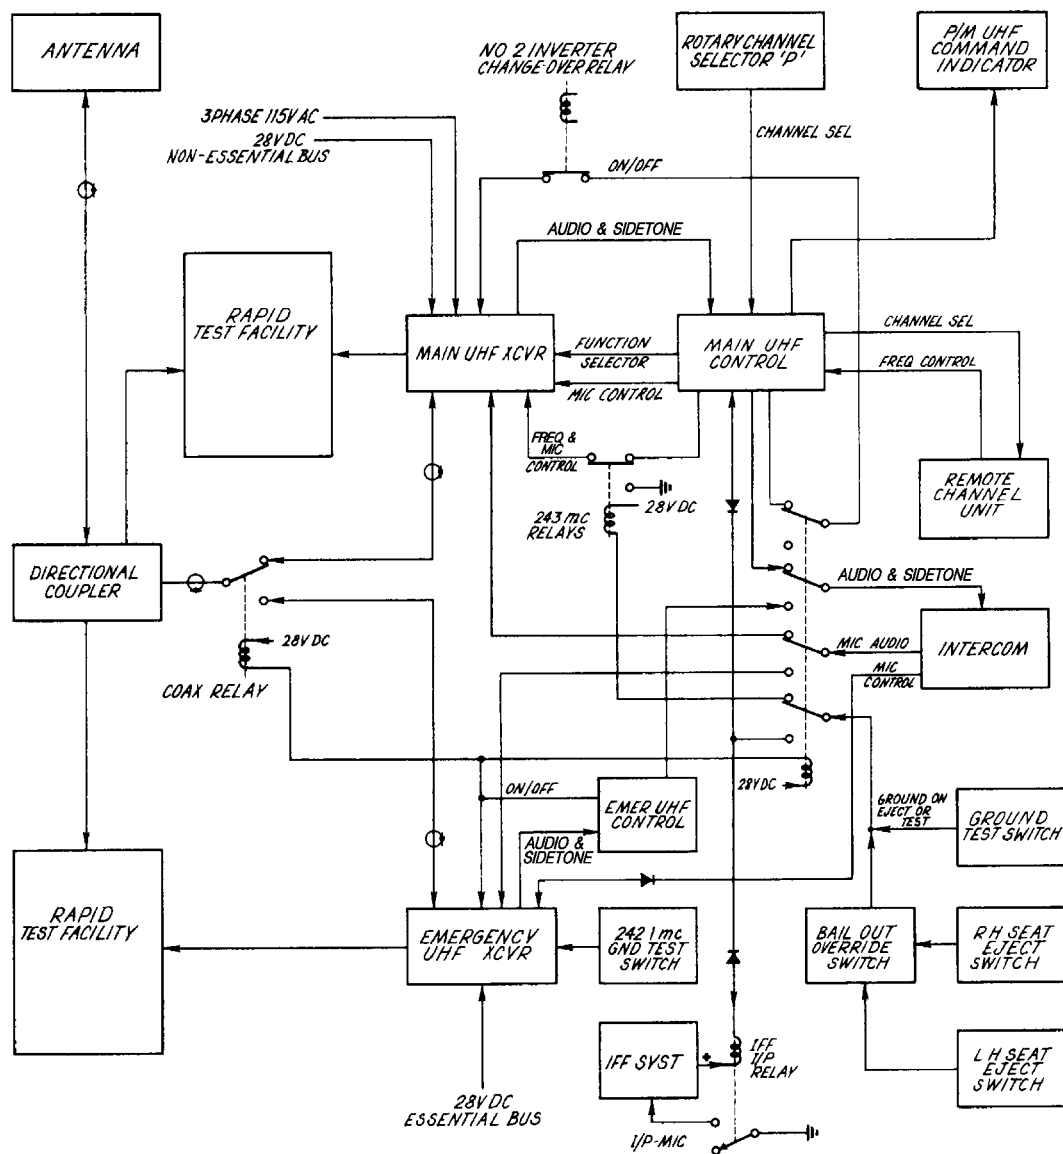 ANTENNA
NO 2 INVERTER
CHANGE-OVER RELAY
ROTARY CHANNEL
SELECTOR 'P'
P/M UHF
COMMAND
INDICATOR
3 PHASE 115V AC
28V DC
NON-ESSENTIAL BUS
CHANNEL SEL
ON/OFF
AUDIO & SIDETONE
RAPID
TEST FACILITY
MAIN UHF XCVR
FUNCTION
SELECTOR
MIC CONTROL
MAIN UHF
CONTROL
CHANNEL SEL
FREQ CONTROL
FREQ &
MIC
CONTROL
REMOTE
CHANNEL
UNIT
28V DC
243 mc
RELAYS
DIRECTIONAL
COUPLER
AUDIO & SIDETONE
28V DC
MIC AUDIO
INTERCOM
MIC
CONTROL
COAX RELAY
28V DC
ON/OFF
EMER UHF
CONTROL
GROUND ON
EJECT OR
TEST
GROUND
TEST SWITCH
AUDIO &
SIDETONE
RAPID
TEST FACILITY
EMERGENCY
UHF XCVR
242 1 mc
GND TEST
SWITCH
BAIL OUT
OVERRIDE
SWITCH
RH SEAT
EJECT
SWITCH
IFF SYST
+
IFF
I/P
RELAY
LH SEAT
EJECT
SWITCH
28V DC
ESSENTIAL BUS
I/P-MIC